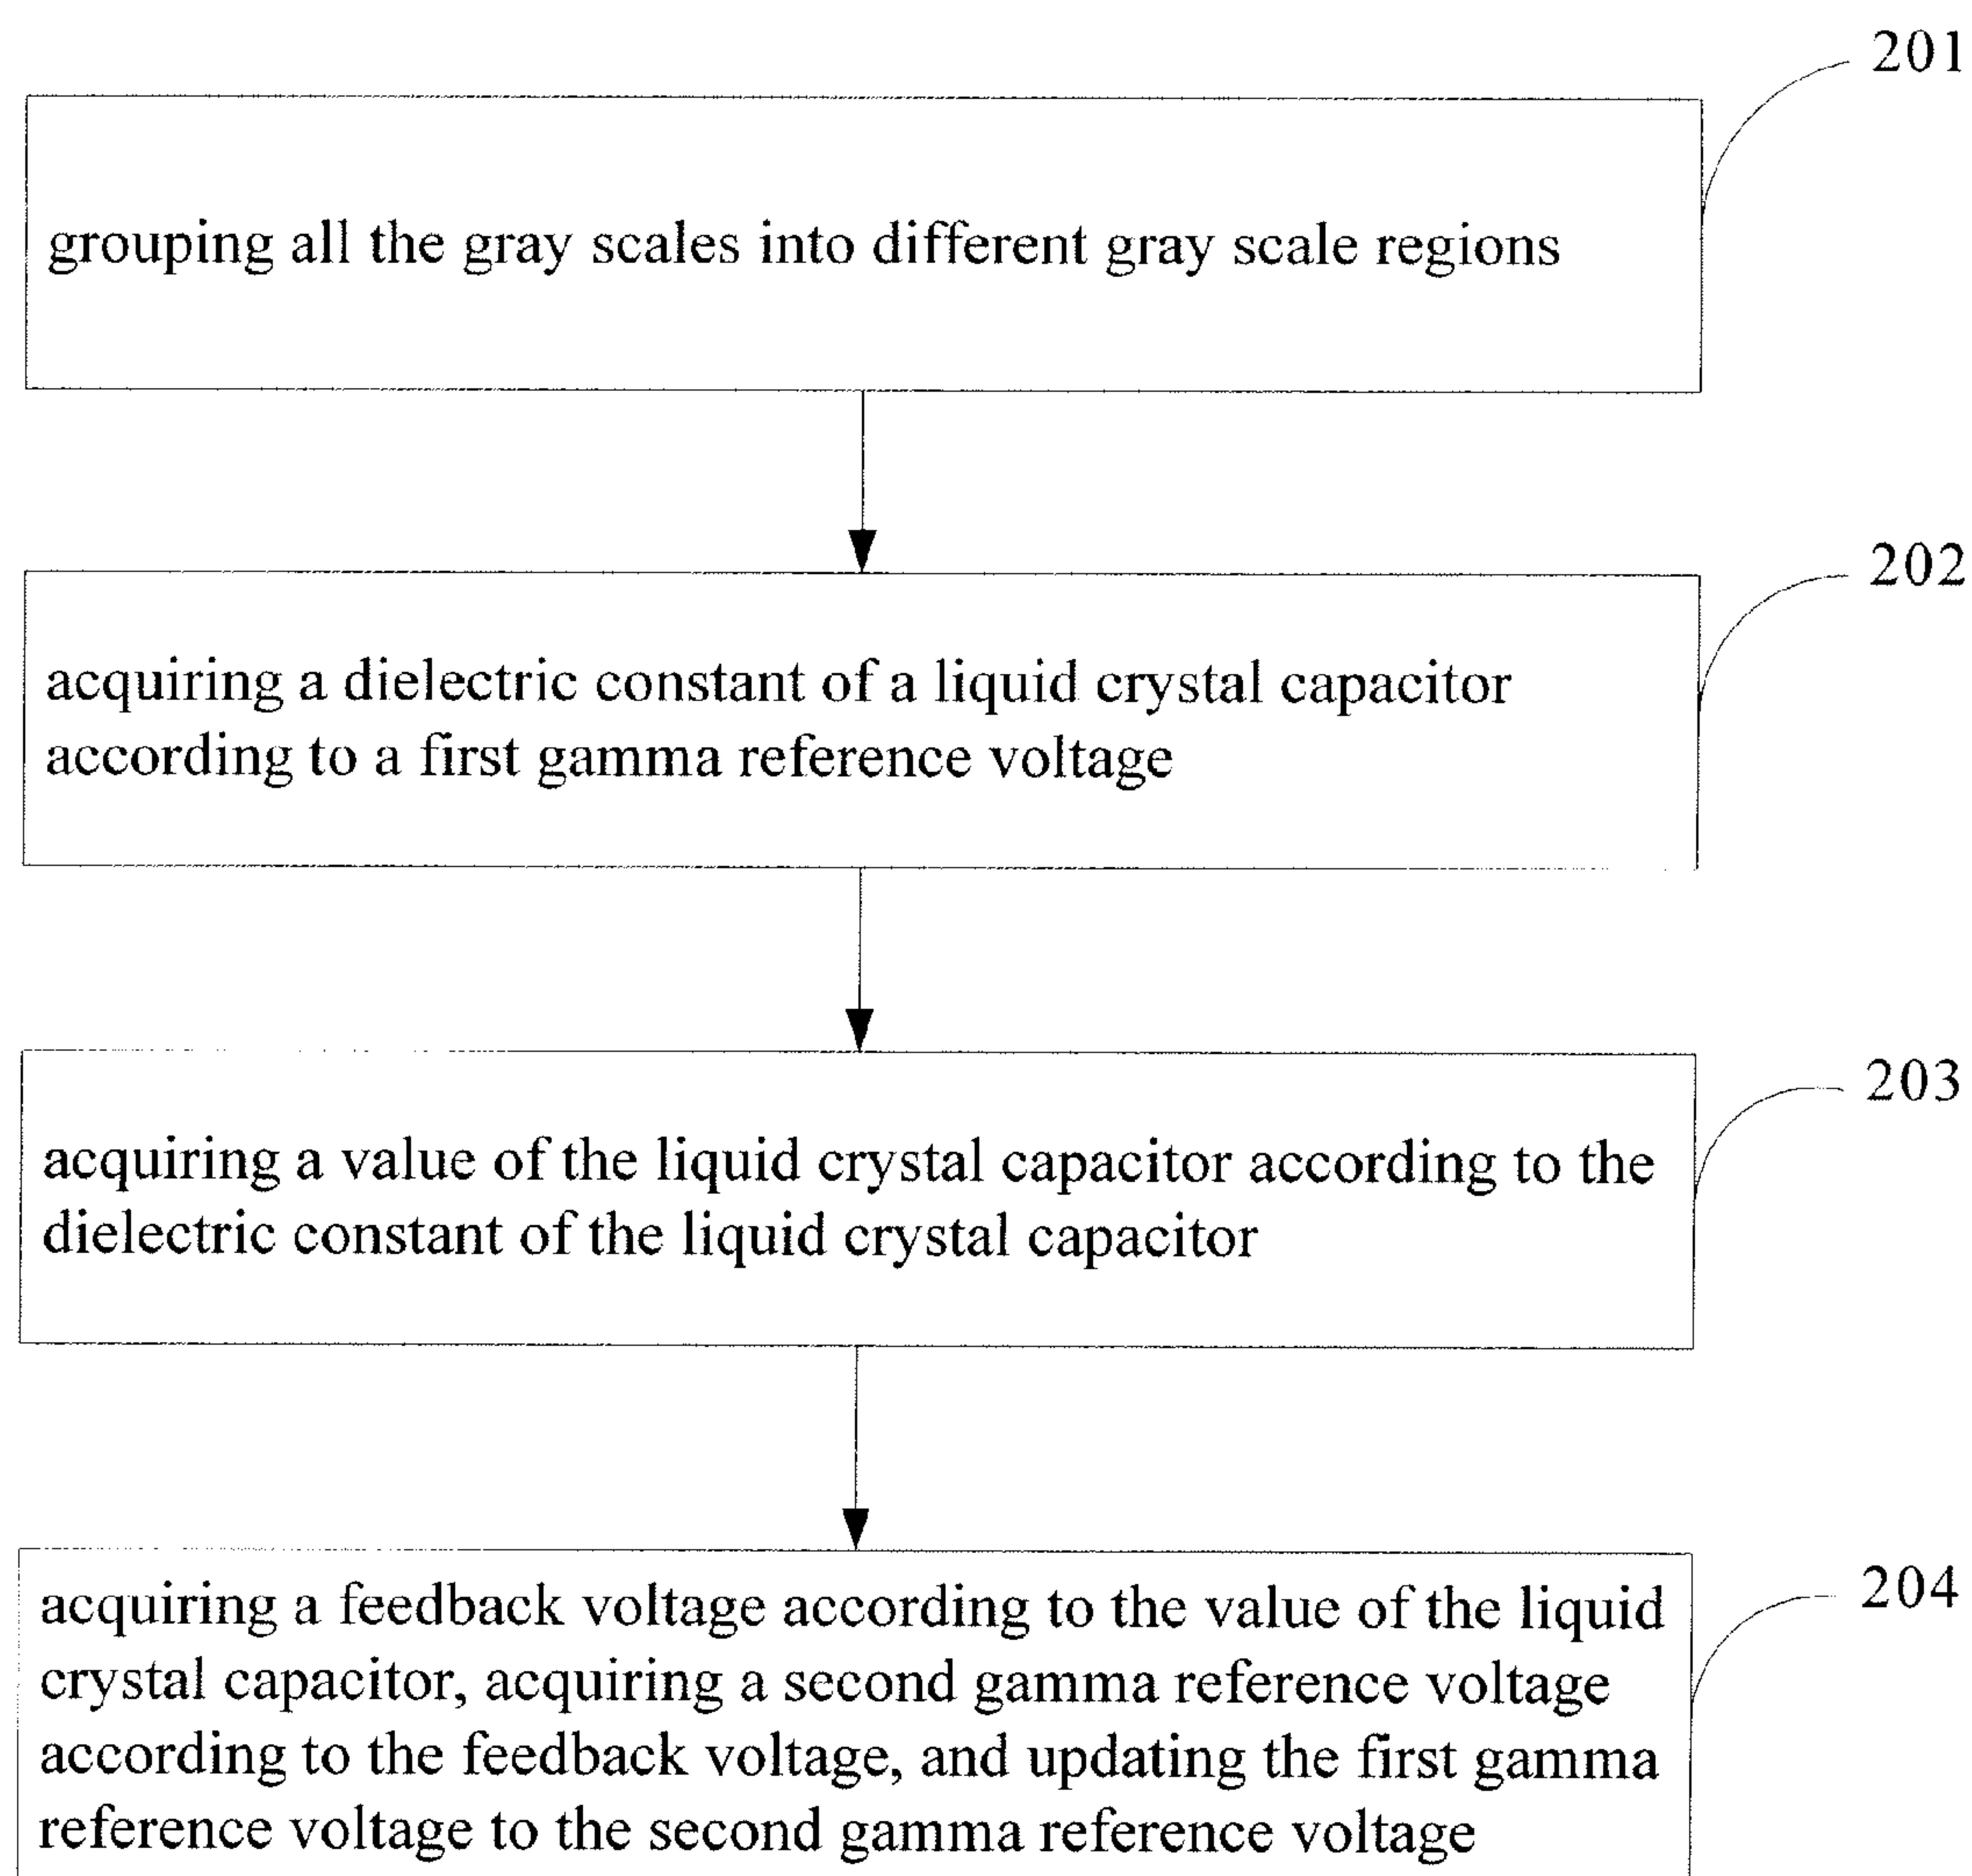 201
grouping all the gray scales into different gray scale regions
202
acquiring a dielectric constant of a liquid crystal capacitor
according to a first gamma reference voltage
203
acquiring a value of the liquid crystal capacitor according to the
dielectric constant of the liquid crystal capacitor
204
acquiring a feedback voltage according to the value of the liquid
crystal capacitor, acquiring a second gamma reference voltage
according to the feedback voltage, and updating the first gamma
reference voltage to the second gamma reference voltage